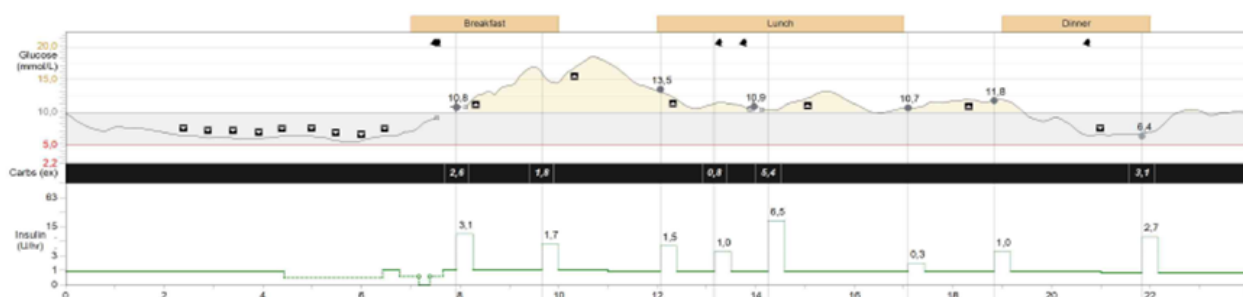 Breakfast Lunch Dinner
20,0
Glucose
(mmol/L)
15,0
13,5
10,8 10,9 10,7 11,8
10,0
6,4
5,0
2,2
Carbs (ex) 2,6 1,8 0,8 5,4 3,1
63
15
6,5
3,1 1,7 1,5 1,0 0,3 1,0 2,7
Insulin
(U/hr)
3
1
0
0 2 4 6 8 10 12 14 16 18 20 22